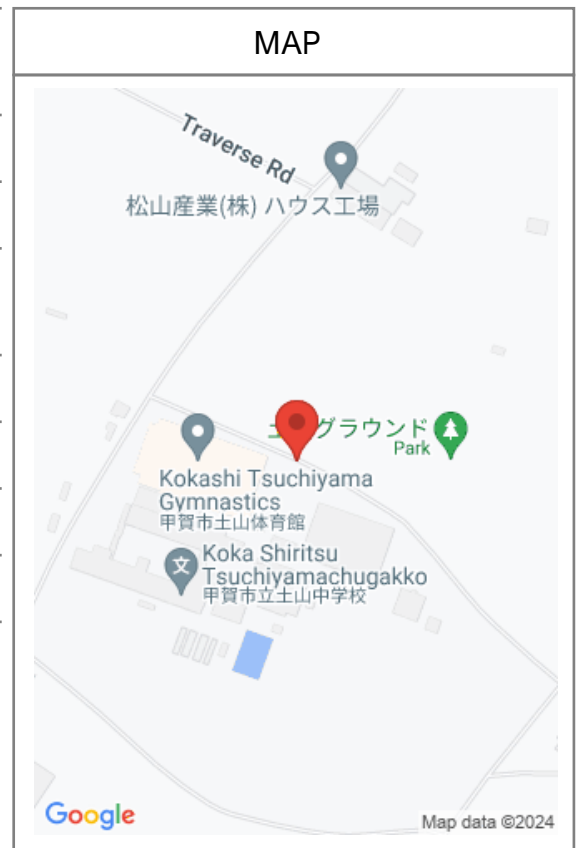 MAP
Traverse Rd
松山産業(株) ハウス工場
グラウンド
Park
Kokashi Tsuchiyama
Gymnastics
甲賀市土山体育館
文
Koka Shiritsu
Tsuchiyamachugakko
甲賀市立土山中学校
Google
Map data ©2024